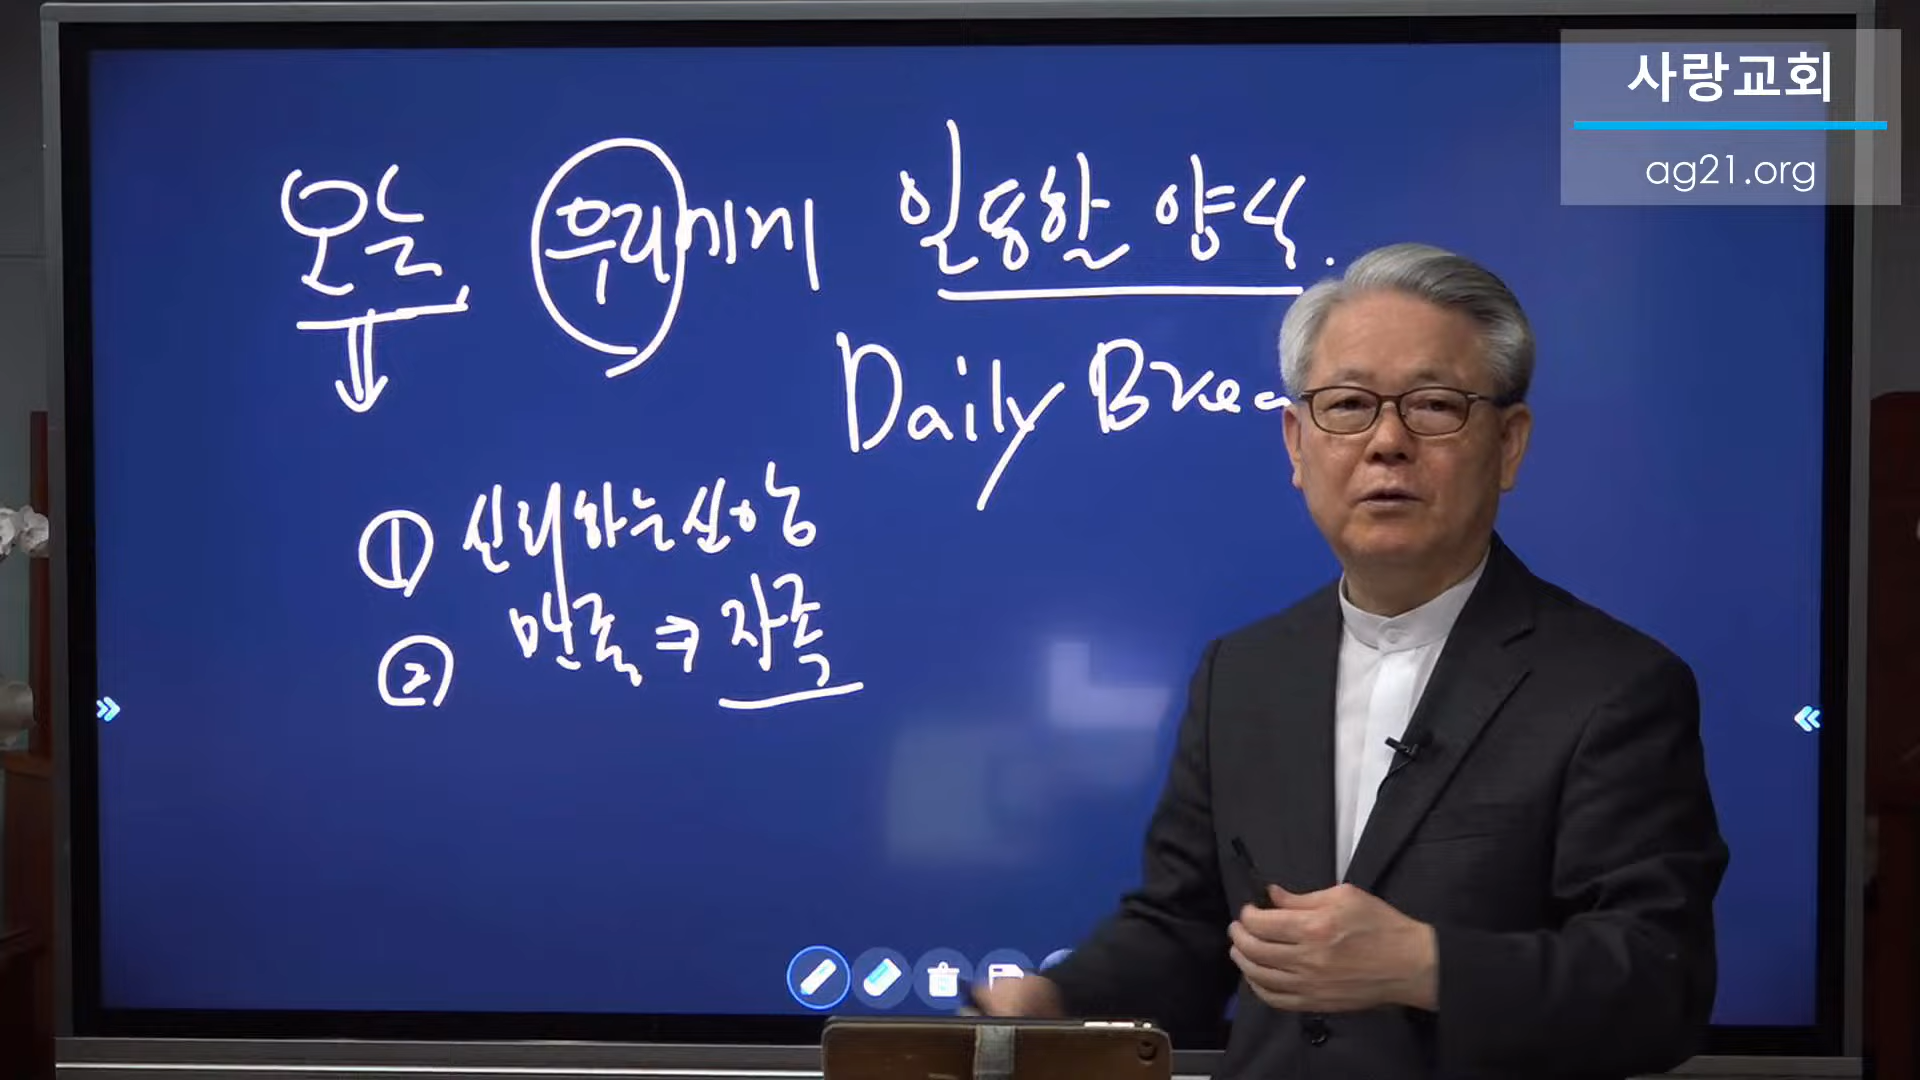 사랑교회
ag21.org
오늘 우리에게 일용할 양식.
Daily Brea
① 신뢰하는 신앙
② 만족 ⇒ 자족